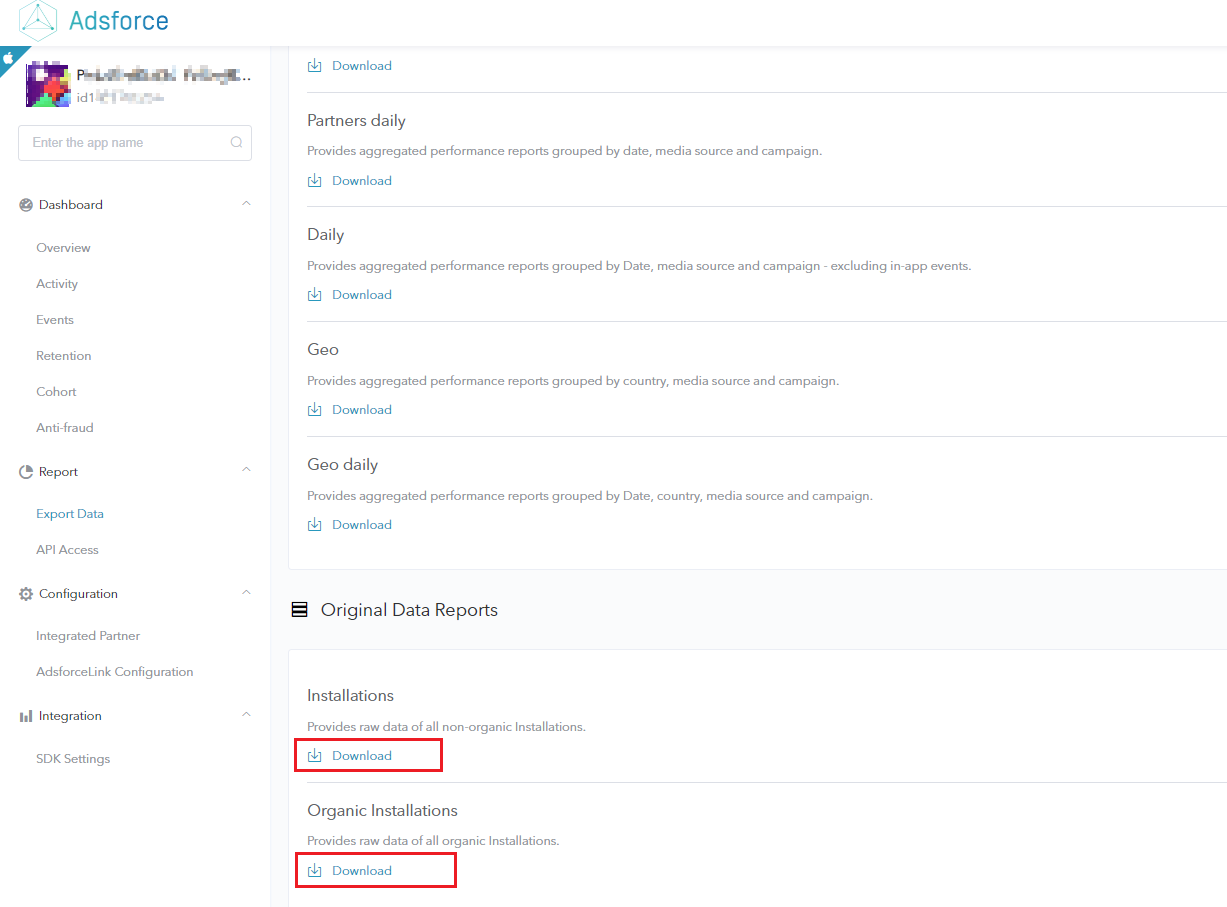 Adsforce
id1
Enter the app name
Dashboard
Overview
Activity
Events
Retention
Cohort
Anti-fraud
Report
Export Data
API Access
Configuration
Integrated Partner
AdsforceLink Configuration
Integration
SDK Settings
Download
Partners daily
Provides aggregated performance reports grouped by date, media source and campaign.
Download
Daily
Provides aggregated performance reports grouped by Date, media source and campaign - excluding in-app events.
Download
Geo
Provides aggregated performance reports grouped by country, media source and campaign.
Download
Geo daily
Provides aggregated performance reports grouped by Date, country, media source and campaign.
Download
Original Data Reports
Installations
Provides raw data of all non-organic Installations.
Download
Organic Installations
Provides raw data of all organic Installations.
Download